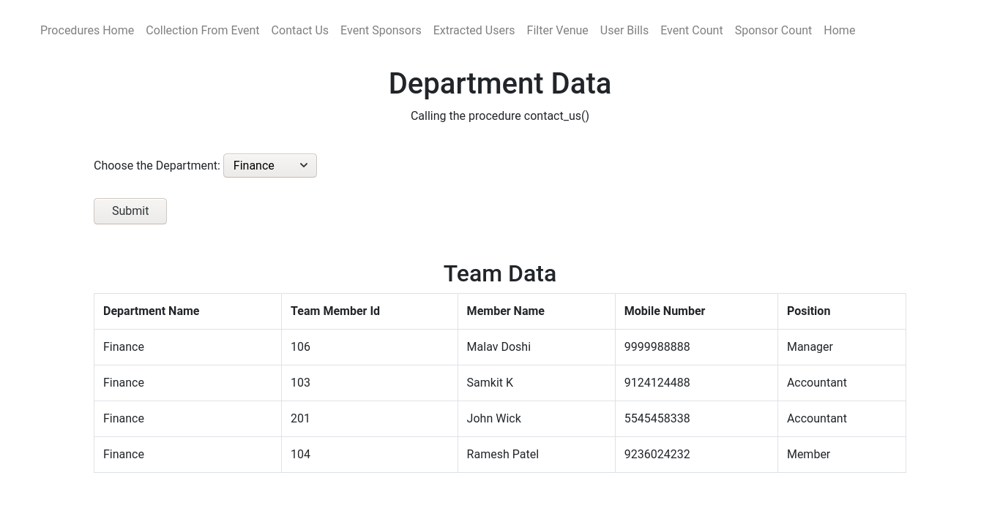 Procedures Home Collection From Event Contact Us Event Sponsors Extracted Users Filter Venue User Bills Event Count Sponsor Count Home
Department Data
Calling the procedure contact_us()
Choose the Department: Finance
Submit
Team Data
Department Name Team Member Id Member Name Mobile Number Position
Finance 106 Malav Doshi 9999988888 Manager
Finance 103 Samkit K 9124124488 Accountant
Finance 201 John Wick 5545458338 Accountant
Finance 104 Ramesh Patel 9236024232 Member